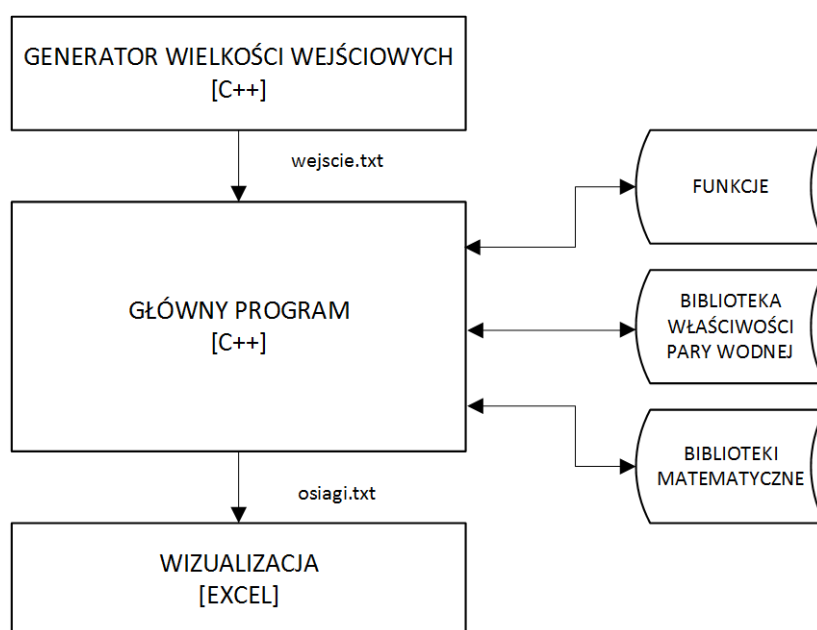 GENERATOR WIELKOŚCI WEJŚCIOWYCH
[C++]
wejscie.txt
FUNKCJE
GŁÓWNY PROGRAM
[C++]
BIBLIOTEKA
WŁAŚCIWOŚCI
PARY WODNEJ
BIBLIOTEKI
MATEMATYCZNE
osiagi.txt
WIZUALIZACJA
[EXCEL]